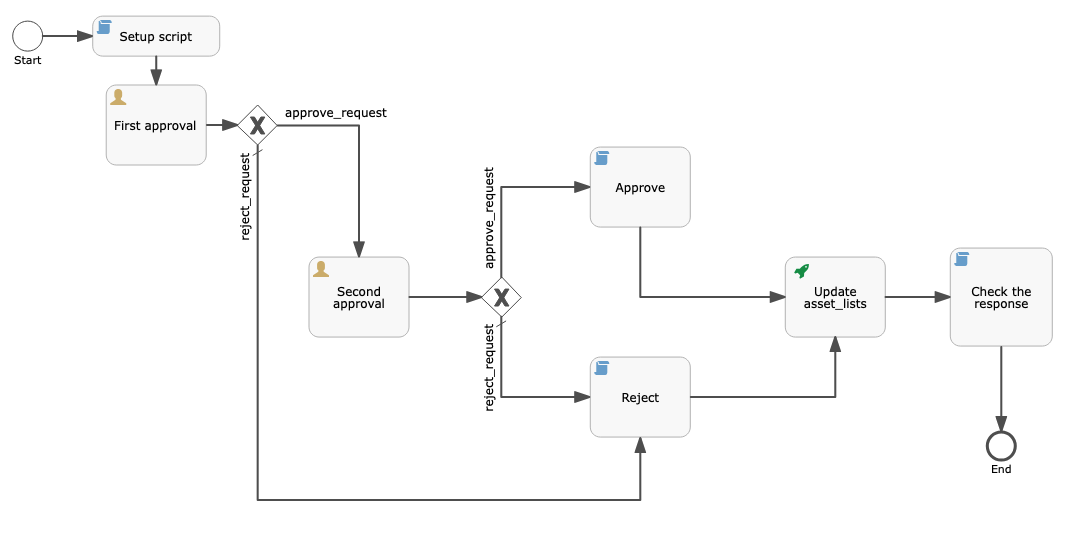 Start
Setup script
First approval
approve_request
reject_request
Second
approval
approve_request
reject_request
Approve
Reject
Update
asset_lists
Check the
response
End